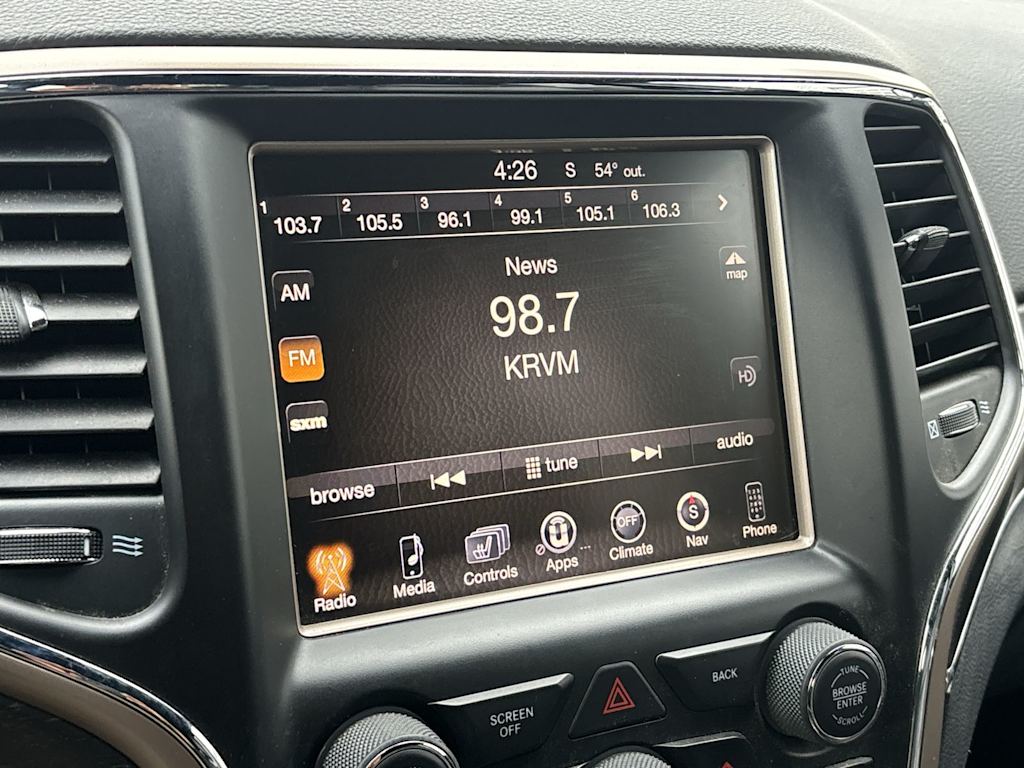 4:26 S 54° out.
1 103.7 2 105.5 3 96.1 4 99.1 5 105.1 6 106.3
News
map
AM
98.7
FM
KRVM
HD
sxm
browse tune audio
Radio Media Controls Apps OFF Climate S Nav Phone
SCREEN OFF
BACK
TUNE
BROWSE
ENTER
SCROLL